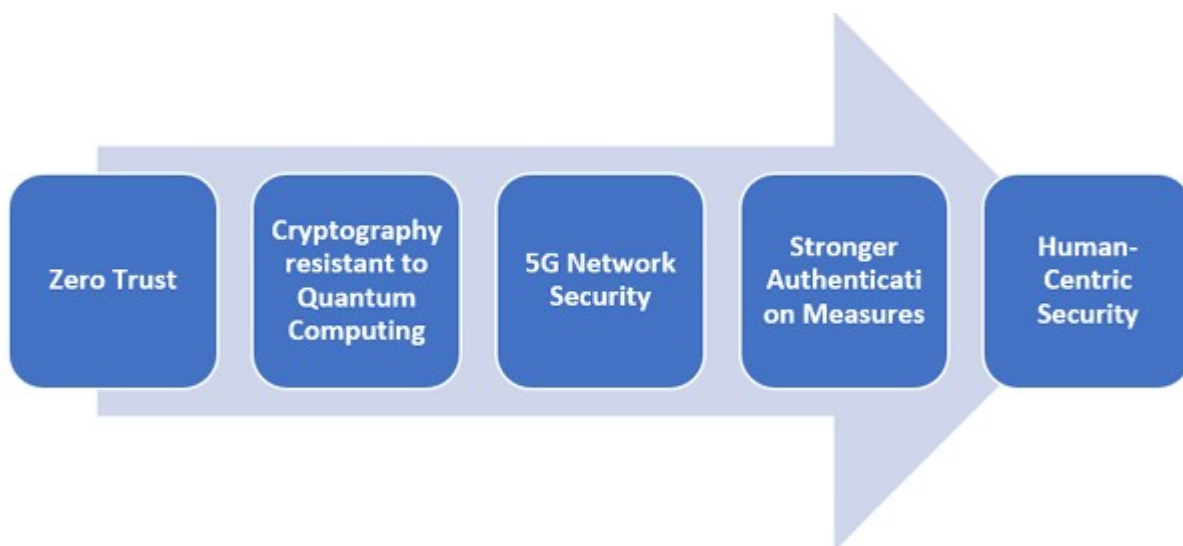 Zero Trust
Cryptography
resistant to
Quantum
Computing
5G Network
Security
Stronger
Authenticati
on Measures
Human-
Centric
Security